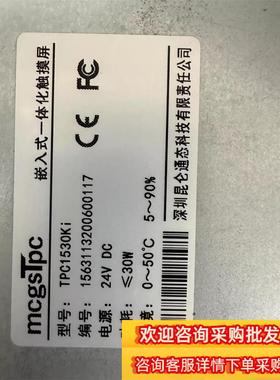 mcgsTpc
嵌入式一体化触摸屏
CE FC
型号: TPC1530Ki
编号: 1563113200600117
电源: 24V DC
耗: ≤30W
境: 0~50℃ 5~90%
深圳昆仑通态科技有限责任公司
欢迎咨询采购批发
咨询客服详情下单采购